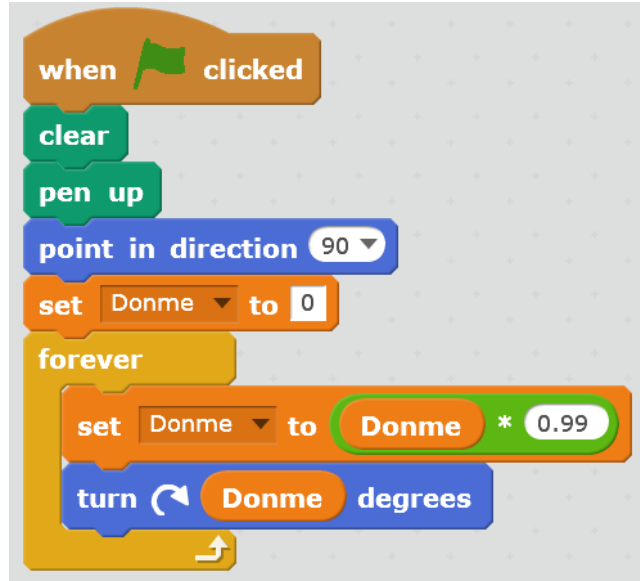 when clicked
clear
pen up
point in direction 90
set Donme to 0
forever
set Donme to Donme * 0.99
turn Donme degrees